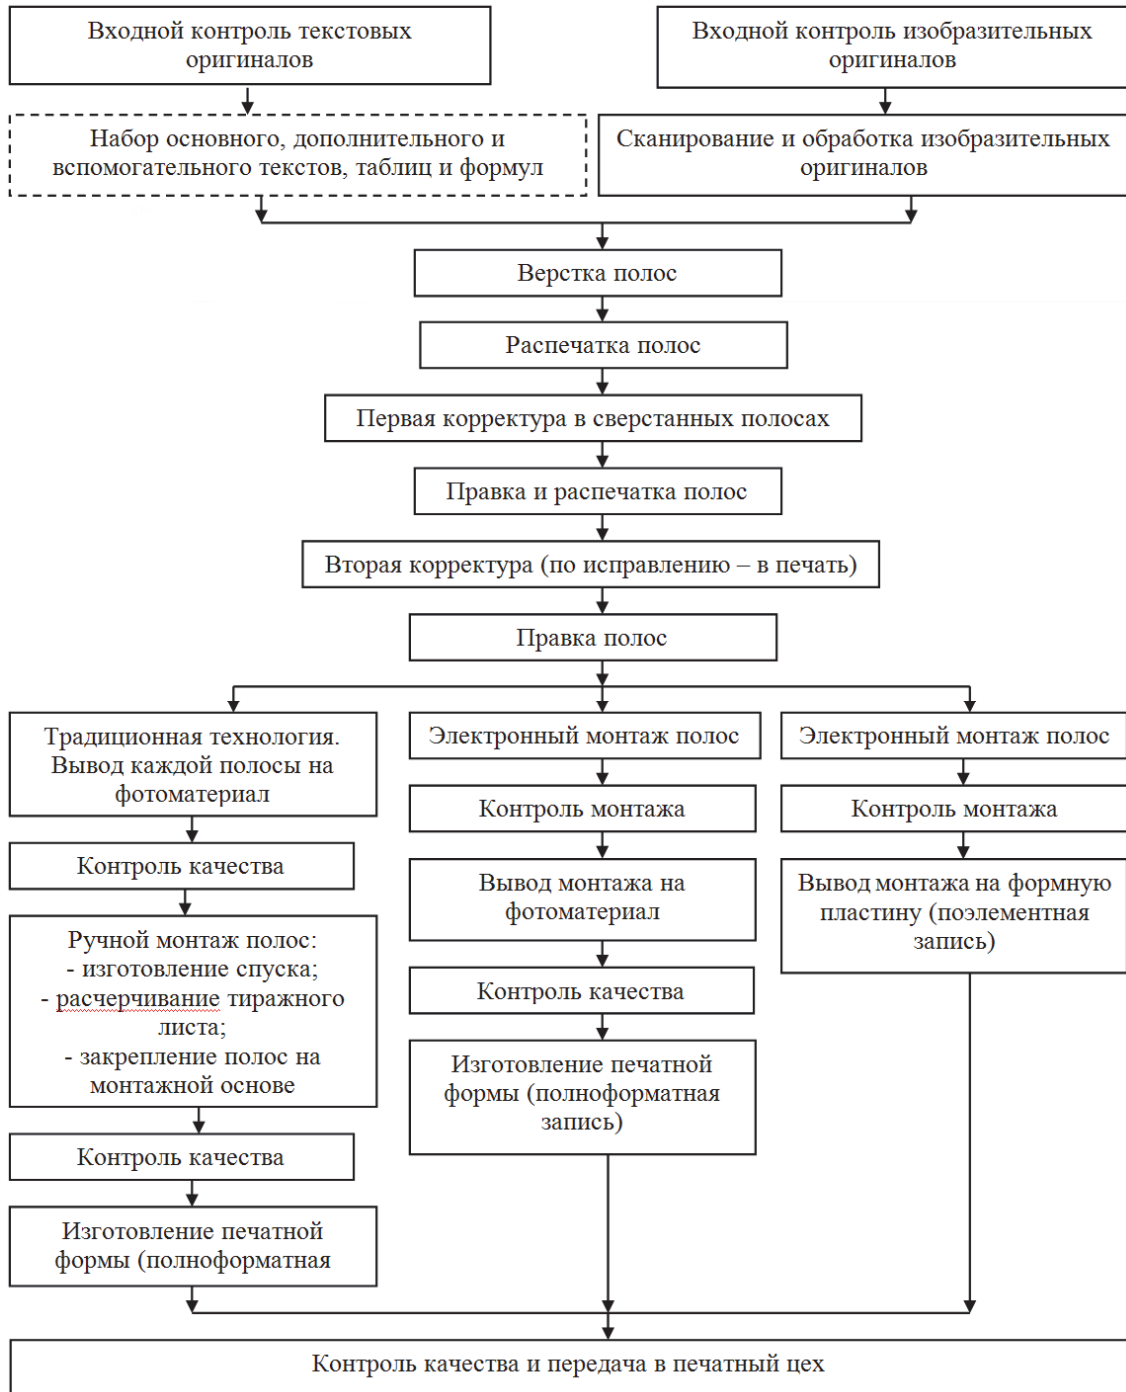 Входной контроль текстовых
оригиналов
Входной контроль изобразительных
оригиналов
Набор основного, дополнительного и
вспомогательного текстов, таблиц и формул
Сканирование и обработка изобразительных
оригиналов
Верстка полос
Распечатка полос
Первая корректура в сверстанных полосах
Правка и распечатка полос
Вторая корректура (по исправлению – в печать)
Правка полос
Традиционная технология.
Вывод каждой полосы на
фотоматериал
Контроль качества
Ручной монтаж полос:
- изготовление спуска;
- расчерчивание тиражного
листа;
- закрепление полос на
монтажной основе
Контроль качества
Изготовление печатной
формы (полноформатная
Электронный монтаж полос
Контроль монтажа
Вывод монтажа на
фотоматериал
Контроль качества
Изготовление печатной
формы (полноформатная
запись)
Электронный монтаж полос
Контроль монтажа
Вывод монтажа на формную
пластину (поэлементная
запись)
Контроль качества и передача в печатный цех